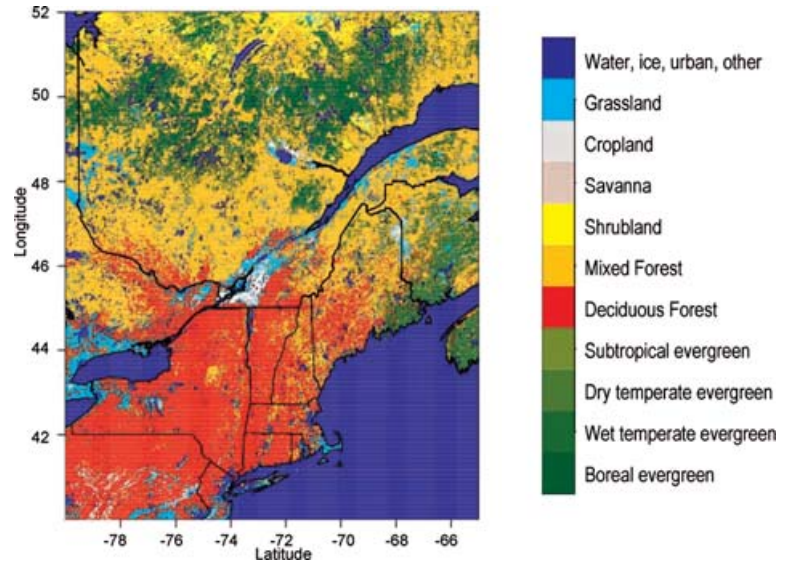 52
50
48
46
44
42
Longitude
-78
-76
-74
-72
-70
-68
-66
Latitude
Water, ice, urban, other
Grassland
Cropland
Savanna
Shrubland
Mixed Forest
Deciduous Forest
Subtropical evergreen
Dry temperate evergreen
Wet temperate evergreen
Boreal evergreen